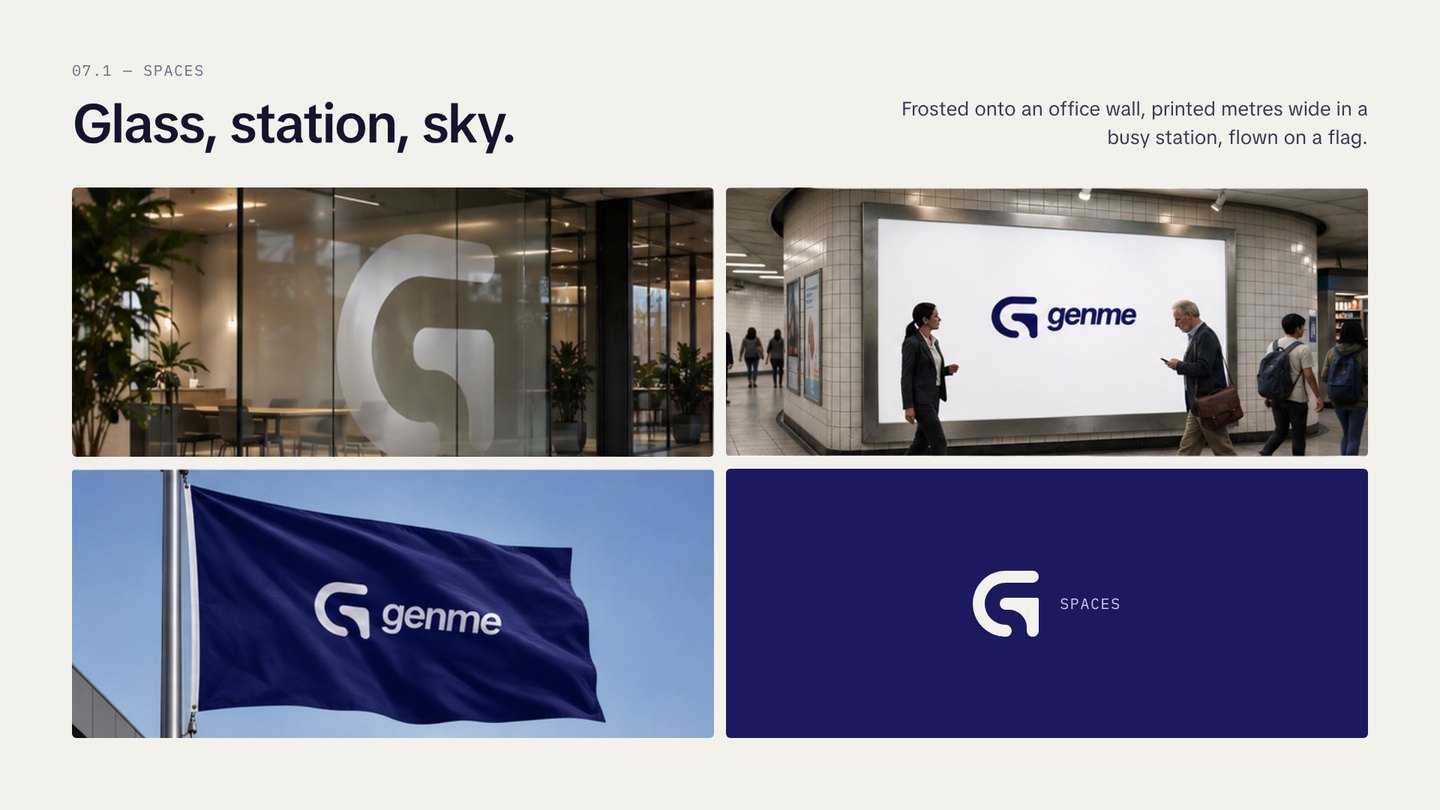 07.1 — SPACES
Glass, station, sky.
Frosted onto an office wall, printed metres wide in a
busy station, flown on a flag.
genme
genme
SPACES